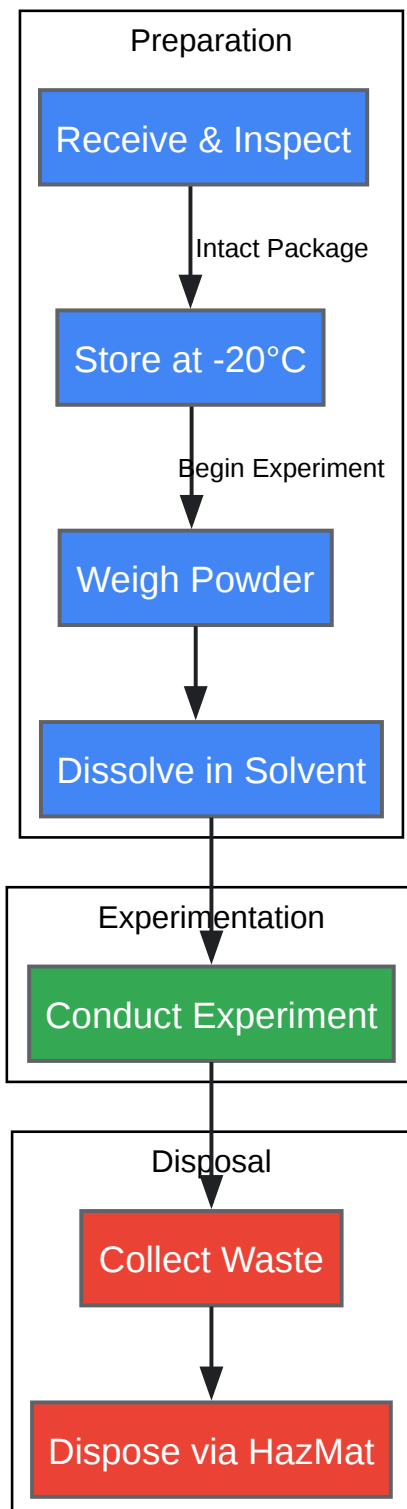 Preparation
Receive & Inspect
Intact Package
Store at -20°C
Begin Experiment
Weigh Powder
Dissolve in Solvent
Experimentation
Conduct Experiment
Disposal
Collect Waste
Dispose via HazMat